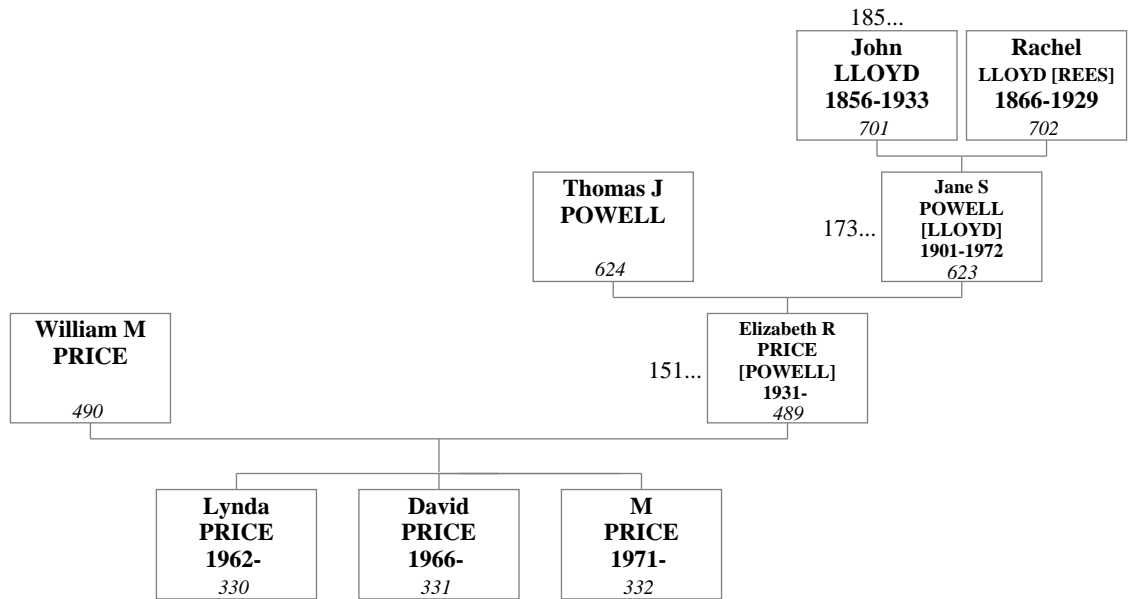 185...
John
LLOYD
1856-1933
701
Rachel
LLOYD [REES]
1866-1929
702
Thomas J
POWELL
624
173...
Jane S
POWELL
[LLOYD]
1901-1972
623
William M
PRICE
490
151...
Elizabeth R
PRICE
[POWELL]
1931-
489
Lynda
PRICE
1962-
330
David
PRICE
1966-
331
M
PRICE
1971-
332